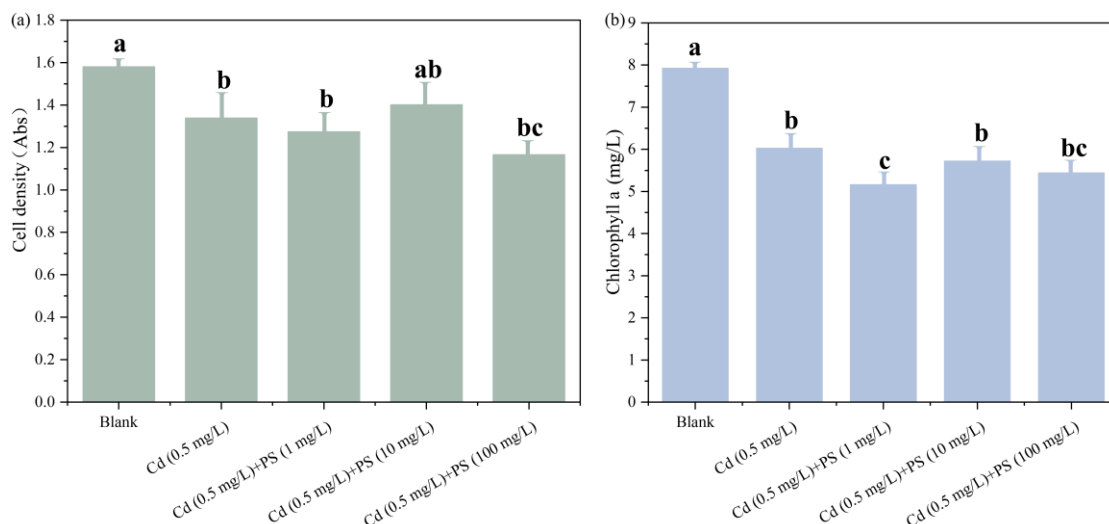 (a)
Cell density（Abs）
1.8
1.6
1.4
1.2
1.0
0.8
0.6
0.4
0.2
0.0
a
b
b
ab
bc
Blank
Cd (0.5 mg/L)
Cd (0.5 mg/L)+PS (1 mg/L)
Cd (0.5 mg/L)+PS (10 mg/L)
Cd (0.5 mg/L)+PS (100 mg/L)
(b)
Chlorophyll a (mg/L)
9
8
7
6
5
4
3
2
1
0
a
b
c
b
bc
Blank
Cd (0.5 mg/L)
Cd (0.5 mg/L)+PS (1 mg/L)
Cd (0.5 mg/L)+PS (10 mg/L)
Cd (0.5 mg/L)+PS (100 mg/L)